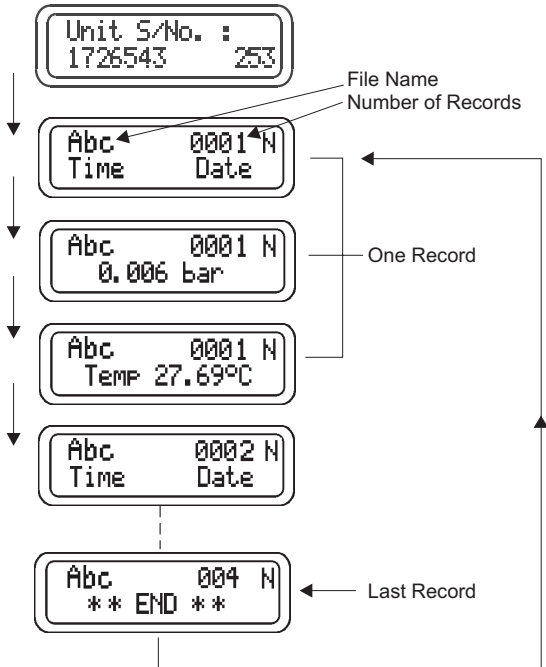 Unit S/No. :
1726543 253
File Name
Number of Records
Abc 0001 N
Time Date
Abc 0001 N
0.006 bar
One Record
Abc 0001 N
Temp 27.69ºC
Abc 0002 N
Time Date
Abc 004 N
** END **
Last Record